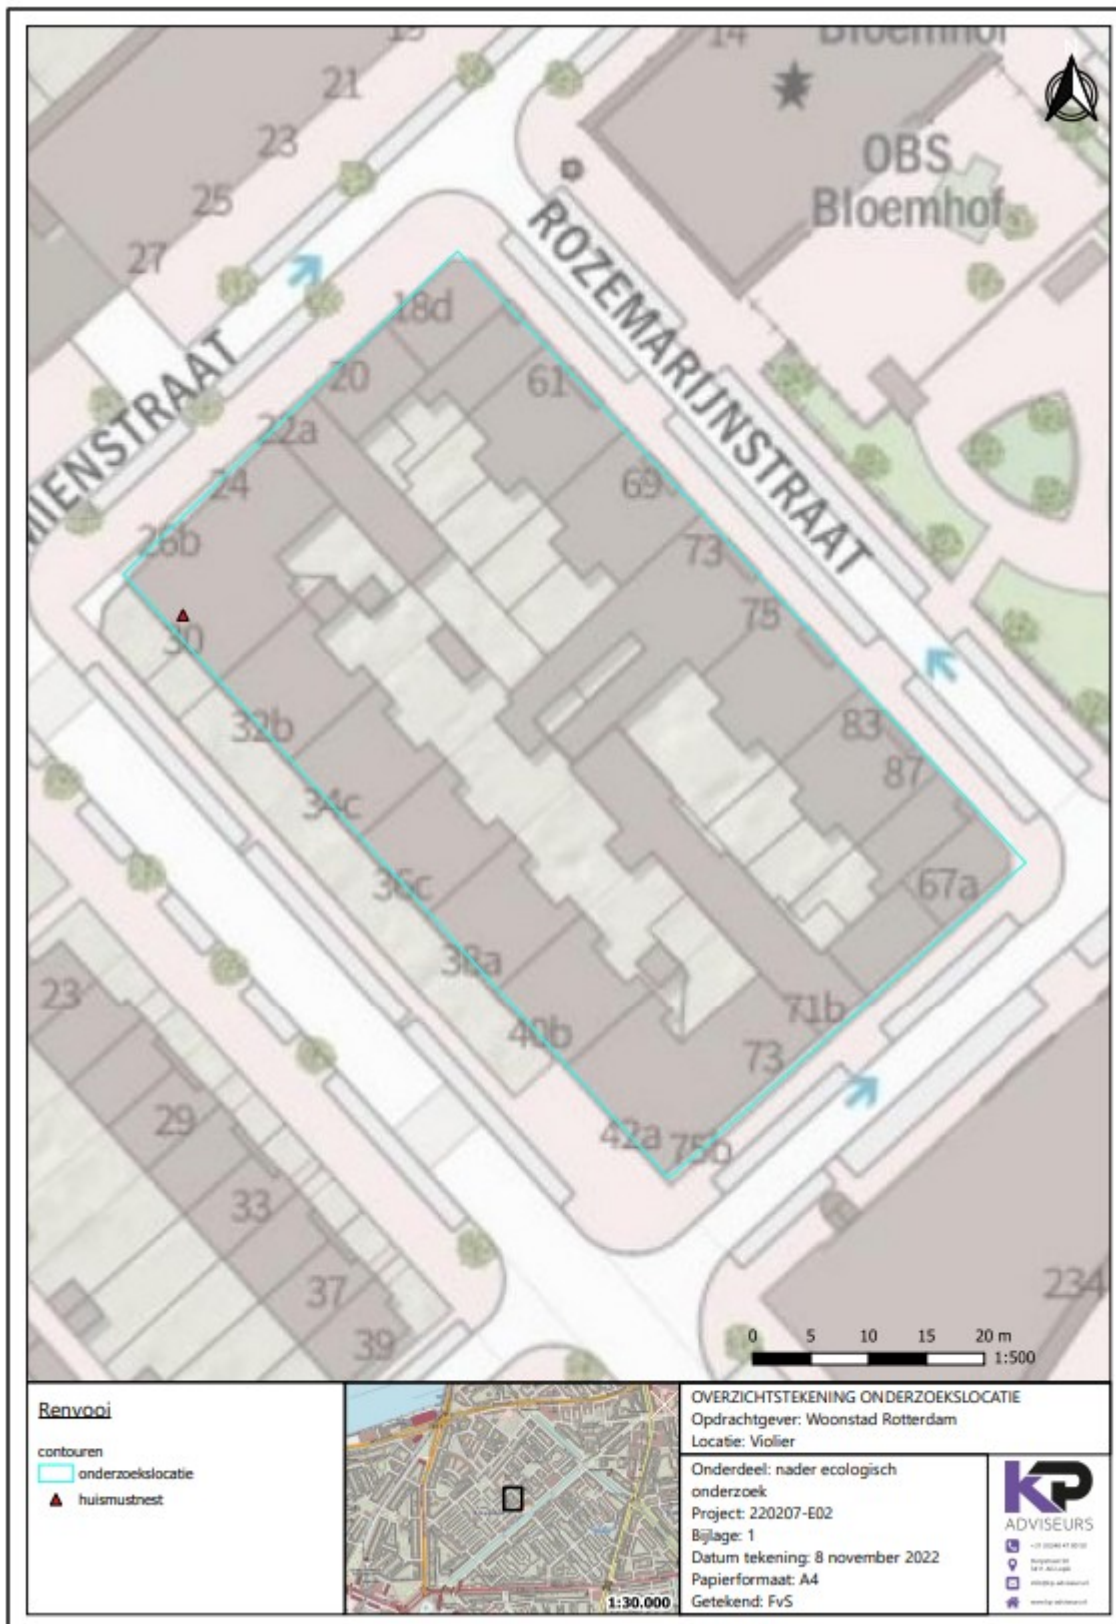 19
21
23
25
27
14
Bloemhof
OBS
Bloemhof
ROZEMARIJNSTRAAT
MIENSTRAAT
18d
20
22a
24
26b
30
32b
34c
36c
38a
40b
42a
75b
73
71b
67a
87
83
75
73
69
61
23
29
33
37
39
234
0 5 10 15 20 m
1:500
Renvooi
contouren
onderzoekslocatie
huismustnest
1:30.000
OVERZICHTSTEKENING ONDERZOEKSLOCATIE
Opdrachtgever: Woonstad Rotterdam
Locatie: Violier
Onderdeel: nader ecologisch
onderzoek
Project: 220207-E02
Bijlage: 1
Datum tekening: 8 november 2022
Papierformaat: A4
Getekend: FvS
KP
ADVISEURS